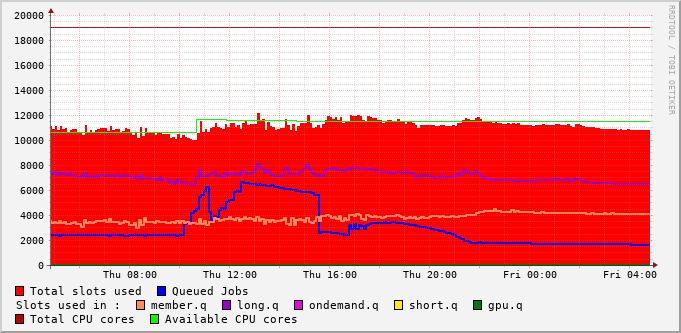 20000
18000
16000
14000
12000
10000
8000
6000
4000
2000
0
Thu 08:00 Thu 12:00 Thu 16:00 Thu 20:00 Fri 00:00 Fri 04:00
Total slots used Queued Jobs
Slots used in : member.q long.q ondemand.q short.q gpu.q
Total CPU cores Available CPU cores
RRDTOOL / TOBI OETIKER